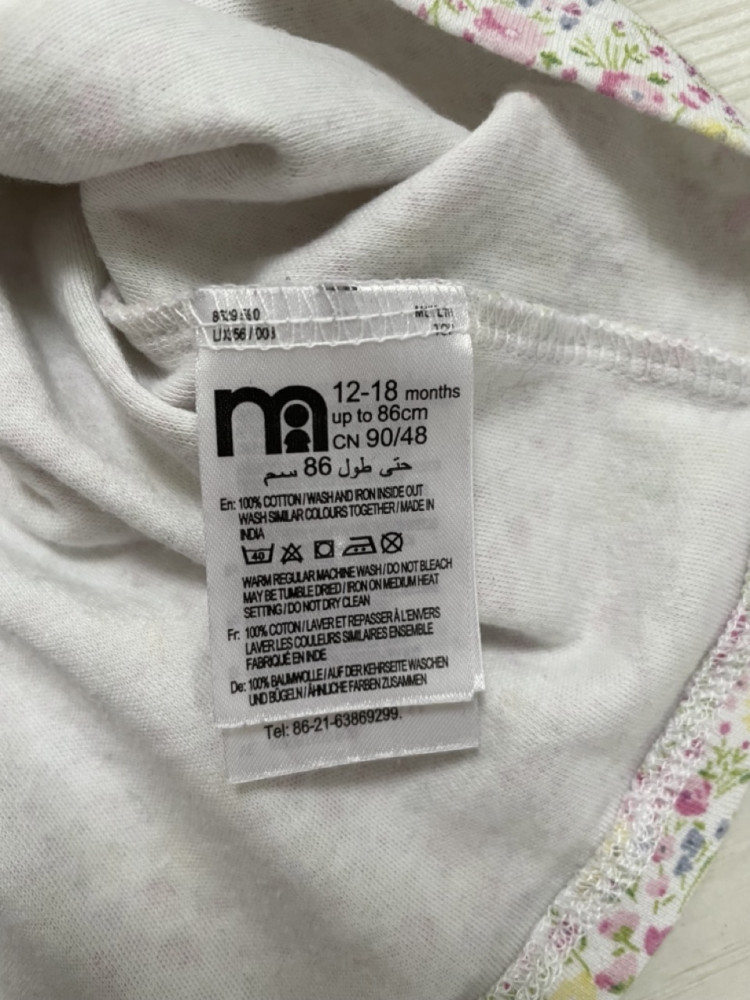 12-18 months
up to 86cm
CN 90/48
حتى طول 86 سم
En: 100% COTTON / WASH AND IRON INSIDE OUT
WASH SIMILAR COLOURS TOGETHER / MADE IN
INDIA
40
WARM REGULAR MACHINE WASH / DO NOT BLEACH
MAY BE TUMBLE DRIED / IRON ON MEDIUM HEAT
SETTING / DO NOT DRY CLEAN
Fr: 100% COTON / LAVER ET REPASSER À L'ENVERS
LAVER LES COULEURS SIMILAIRES ENSEMBLE
FABRIQUÉ EN INDE
De: 100% BAUMWOLLE / AUF DER KEHRSEITE WASCHEN
UND BÜGELN / ÄHNLICHE FARBEN ZUSAMMEN
Tel: 86-21-63869299.